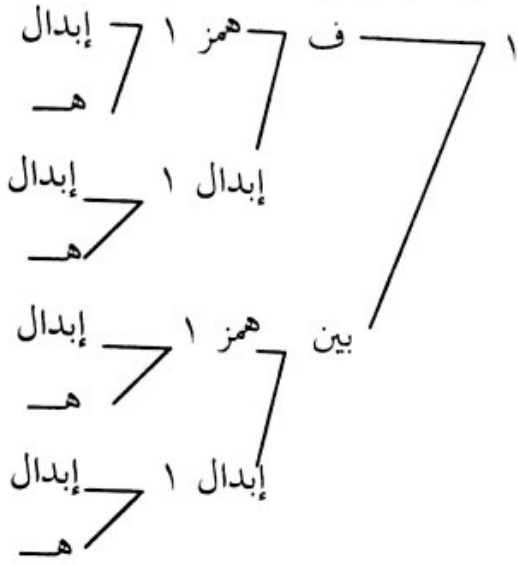 ١ ف همز ١ إبدال
هـ
إبدال ١ إبدال
هـ
بين همز ١ إبدال
هـ
إبدال ١ إبدال
هـ